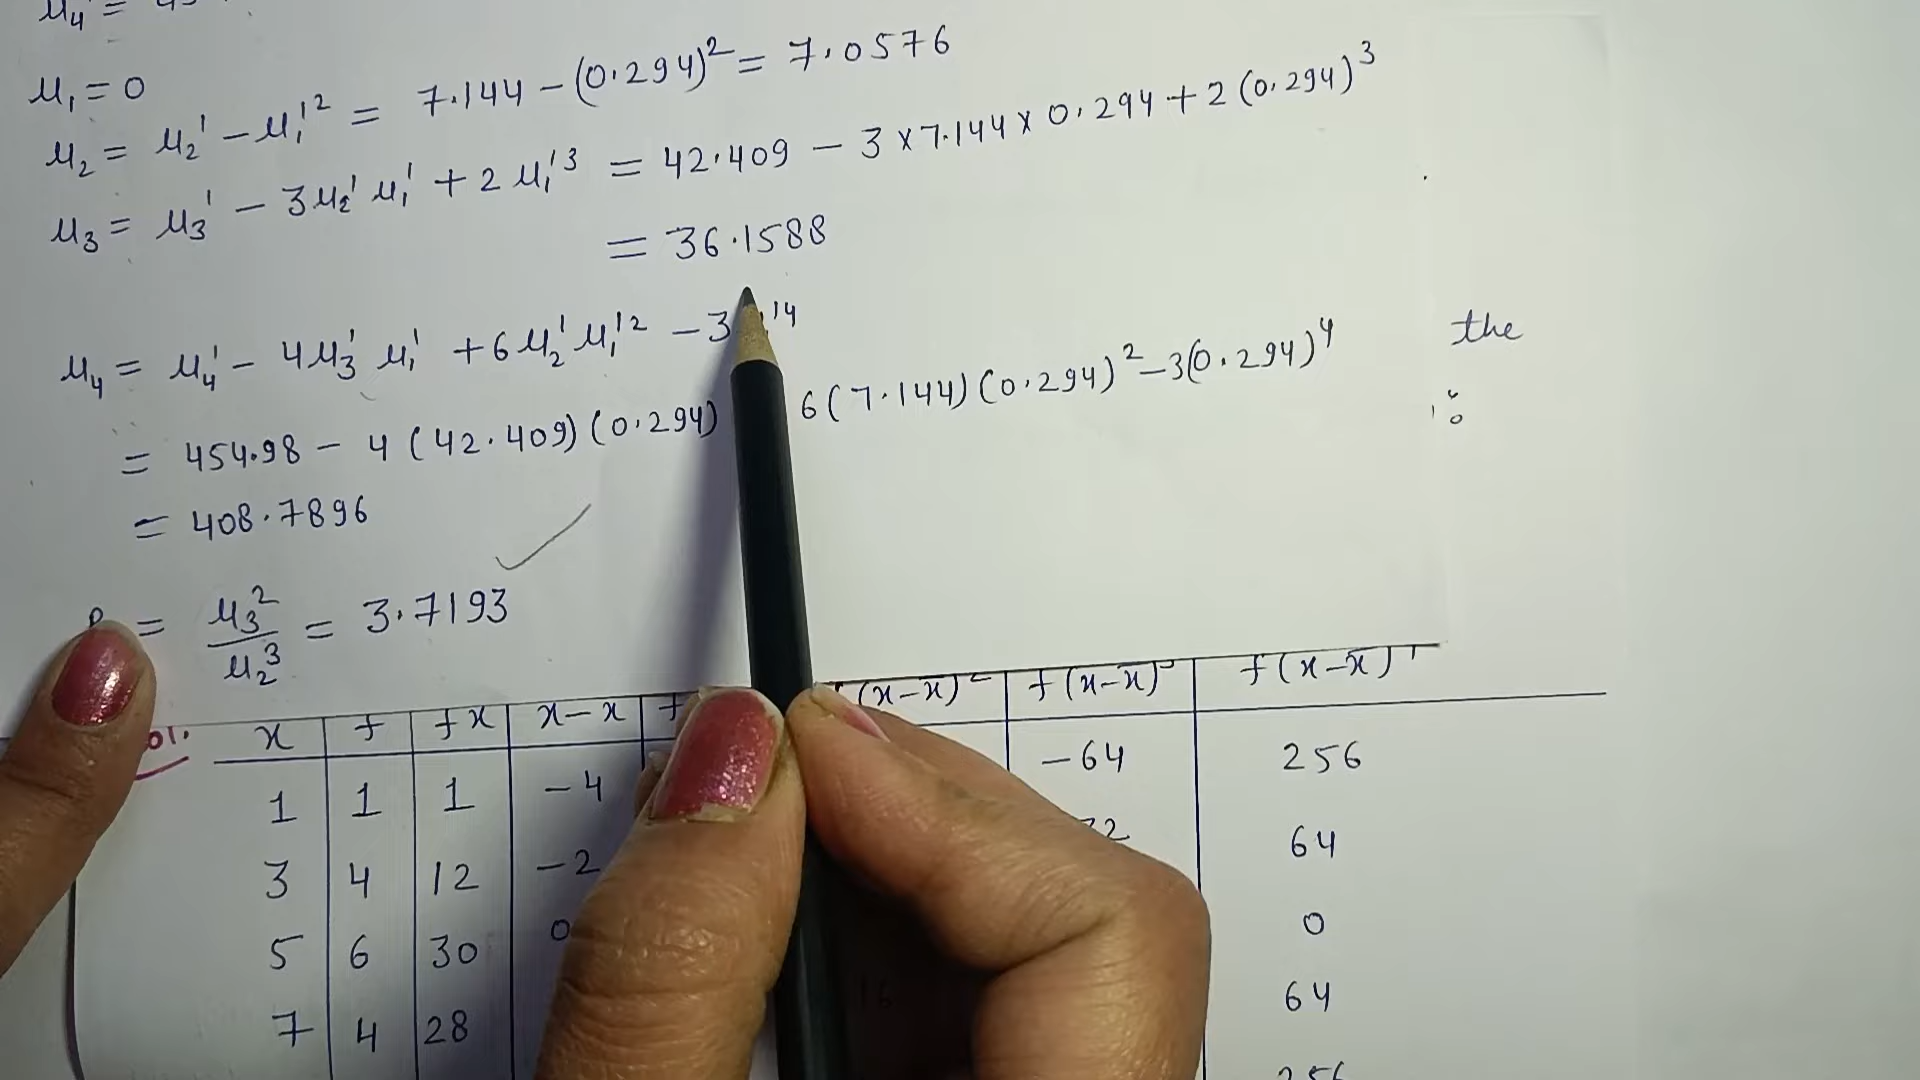 μ₁ = 0
μ₂ = μ₂' − μ₁'² = 7.144 − (0.294)² = 7.0576
μ₃ = μ₃' − 3μ₂' μ₁' + 2μ₁'³ = 42.409 − 3 × 7.144 × 0.294 + 2 (0.294)³
= 36.1588
μ₄ = μ₄' − 4μ₃' μ₁' + 6μ₂' μ₁'² − 3 '⁴
= 454.98 − 4 (42.409) (0.294) 6 (7.144) (0.294)² − 3(0.294)⁴
the
= 408.7896
= μ₃²/μ₂³ = 3.7193
x f fx x−x f (x−x)² f(x−x)³ f(x−x)
1 1 1 −4 −64 256
3 4 12 −2 64
5 6 30 0 0
7 4 28 64